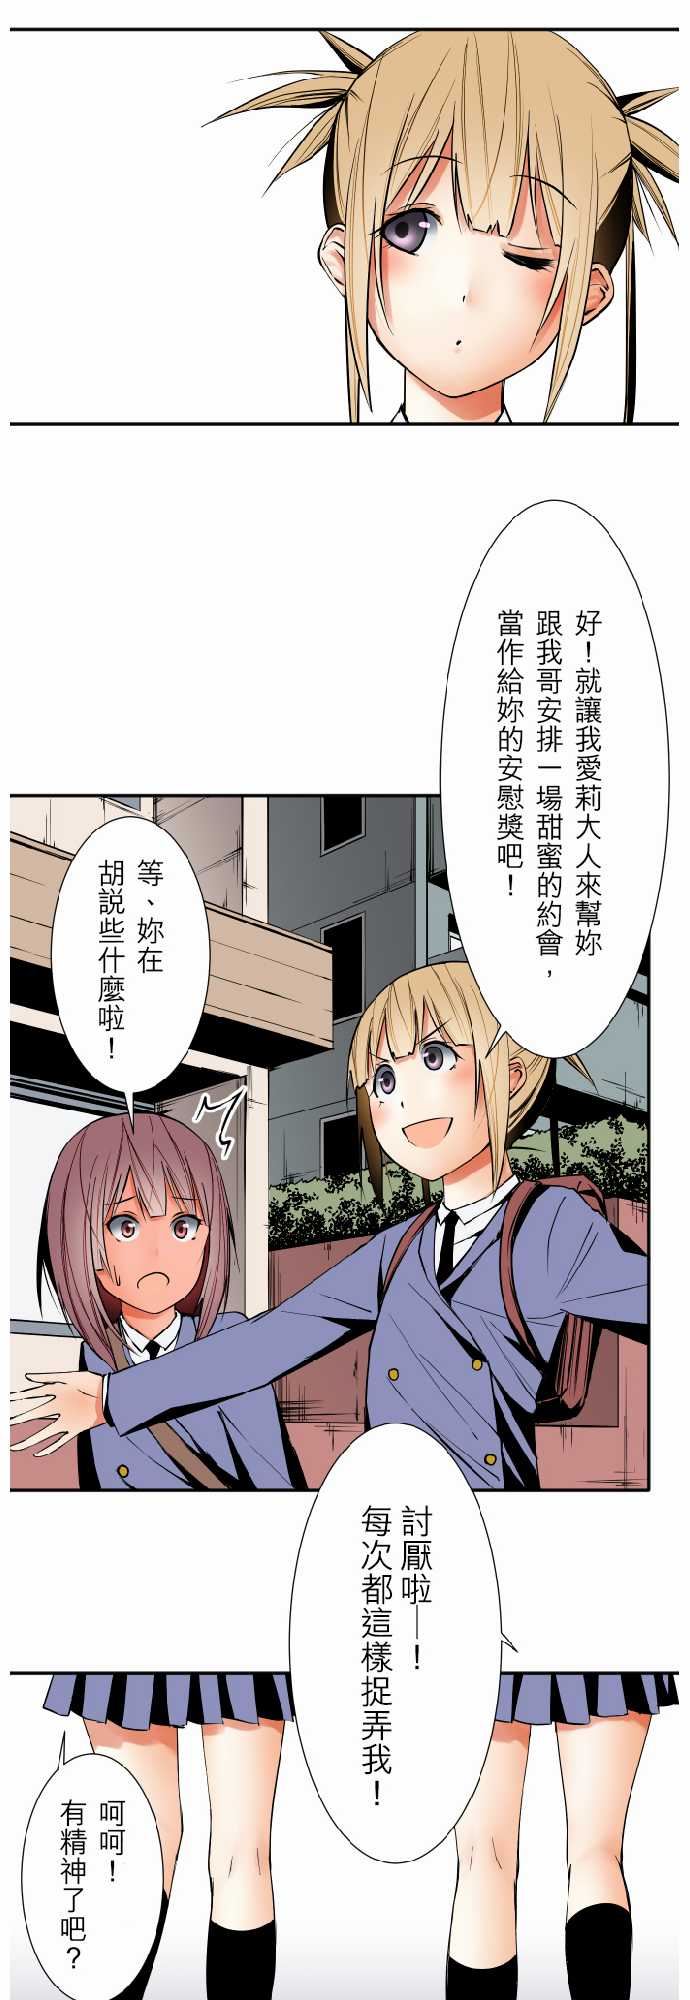 好！就讓我愛莉大人來幫妳
跟我哥安排一場甜蜜的約會，
當作給妳的安慰獎吧！
等、妳在
胡説些什麼啦！
討厭啦—！
每次都這樣捉弄我！
呵呵！
有精神了吧？